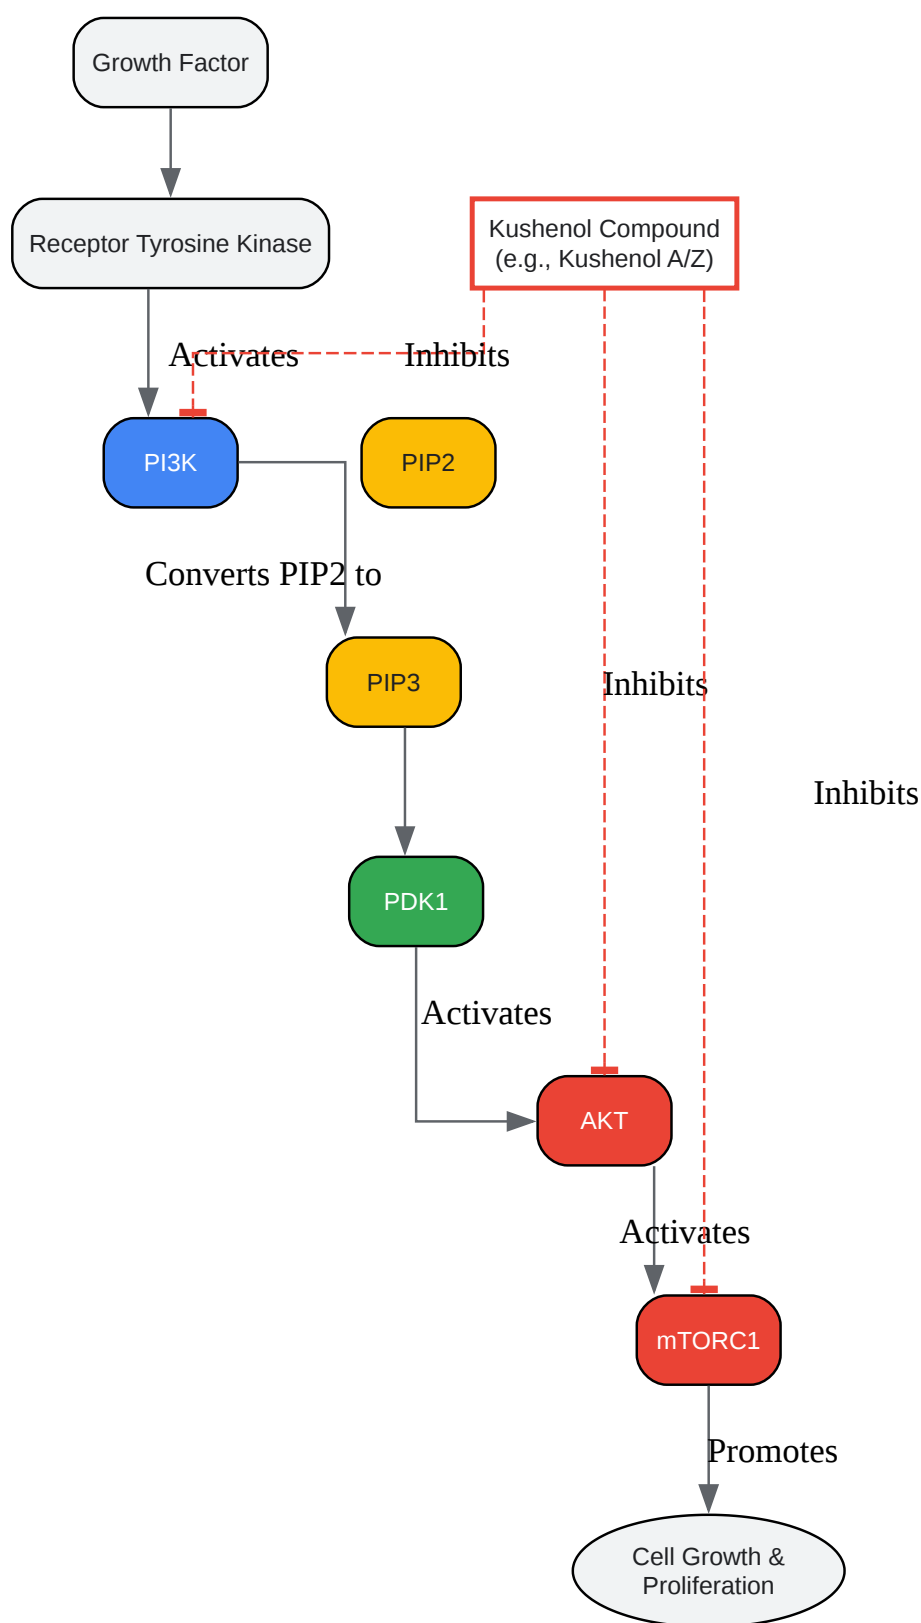 Growth Factor
Receptor Tyrosine Kinase
Kushenol Compound
(e.g., Kushenol A/Z)
Activates
Inhibits
PI3K
PIP2
Converts PIP2 to
PIP3
Inhibits
Inhibits
PDK1
Activates
AKT
Activates
mTORC1
Promotes
Cell Growth &
Proliferation